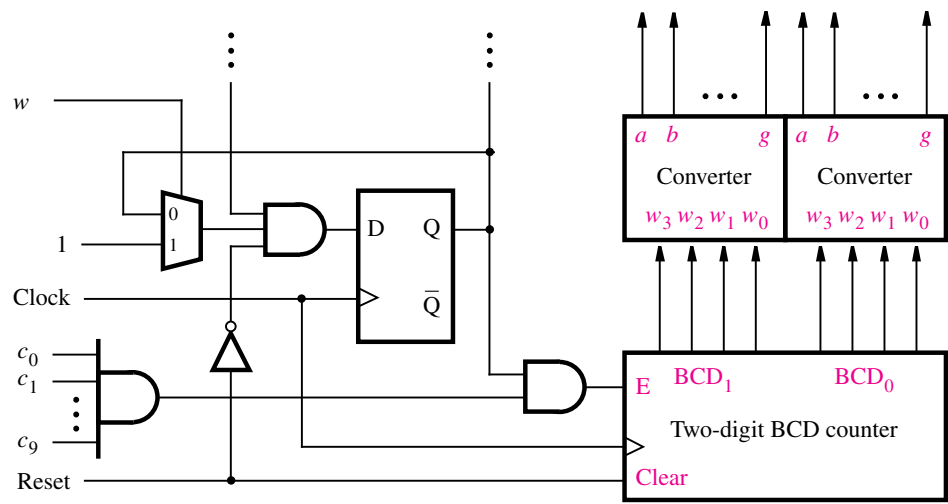 a b ••• g a b ••• g
w
Converter Converter
w₃ w₂ w₁ w₀ w₃ w₂ w₁ w₀
0
1 1
D Q
Clock
Q̄
c₀
c₁
c₉
E BCD₁ BCD₀
Two-digit BCD counter
Reset Clear